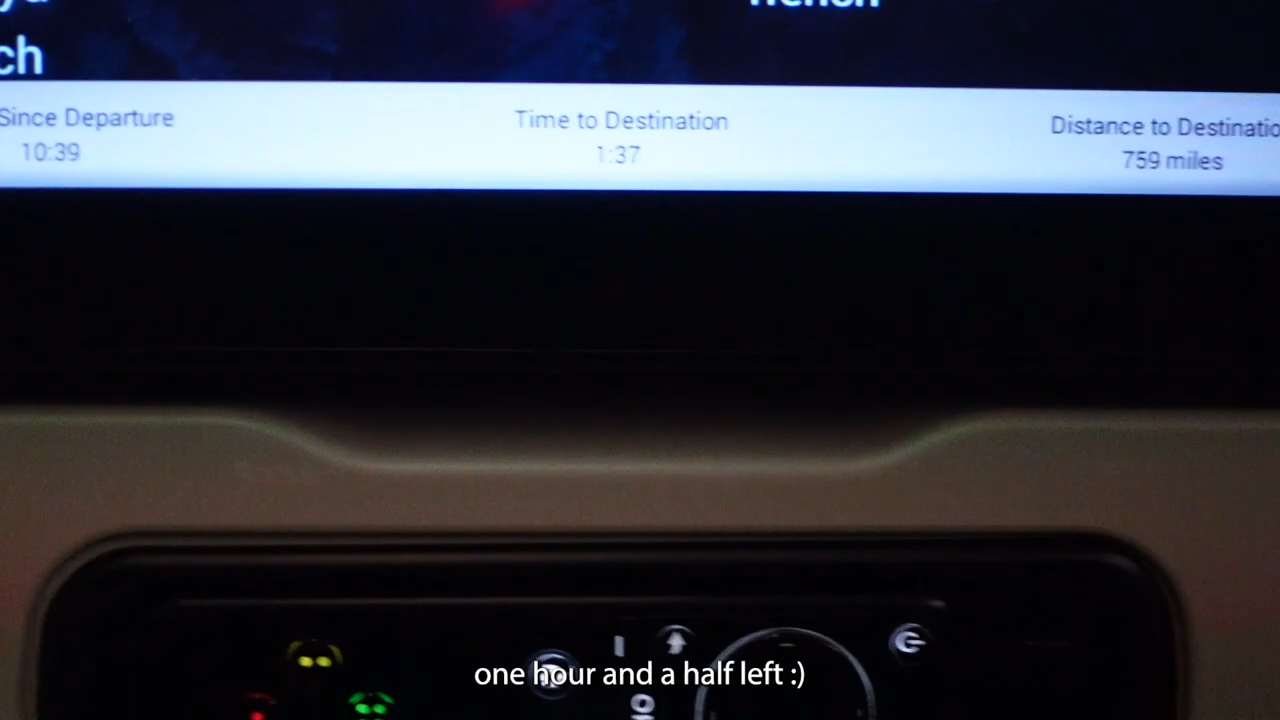 ch
Since Departure
10:39
Time to Destination
1:37
Distance to Destinatio
759 miles
one hour and a half left :)